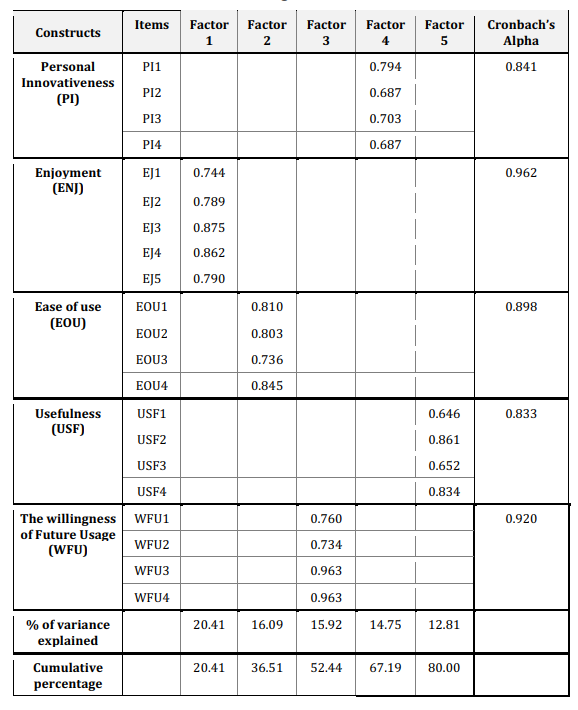 Constructs Items Factor 1 Factor 2 Factor 3 Factor 4 Factor 5 Cronbach's Alpha
Personal Innovativeness (PI) PI1 0.794 0.841
PI2 0.687
PI3 0.703
PI4 0.687
Enjoyment (ENJ) EJ1 0.744 0.962
EJ2 0.789
EJ3 0.875
EJ4 0.862
EJ5 0.790
Ease of use (EOU) EOU1 0.810 0.898
EOU2 0.803
EOU3 0.736
EOU4 0.845
Usefulness (USF) USF1 0.646 0.833
USF2 0.861
USF3 0.652
USF4 0.834
The willingness of Future Usage (WFU) WFU1 0.760 0.920
WFU2 0.734
WFU3 0.963
WFU4 0.963
% of variance explained 20.41 16.09 15.92 14.75 12.81
Cumulative percentage 20.41 36.51 52.44 67.19 80.00